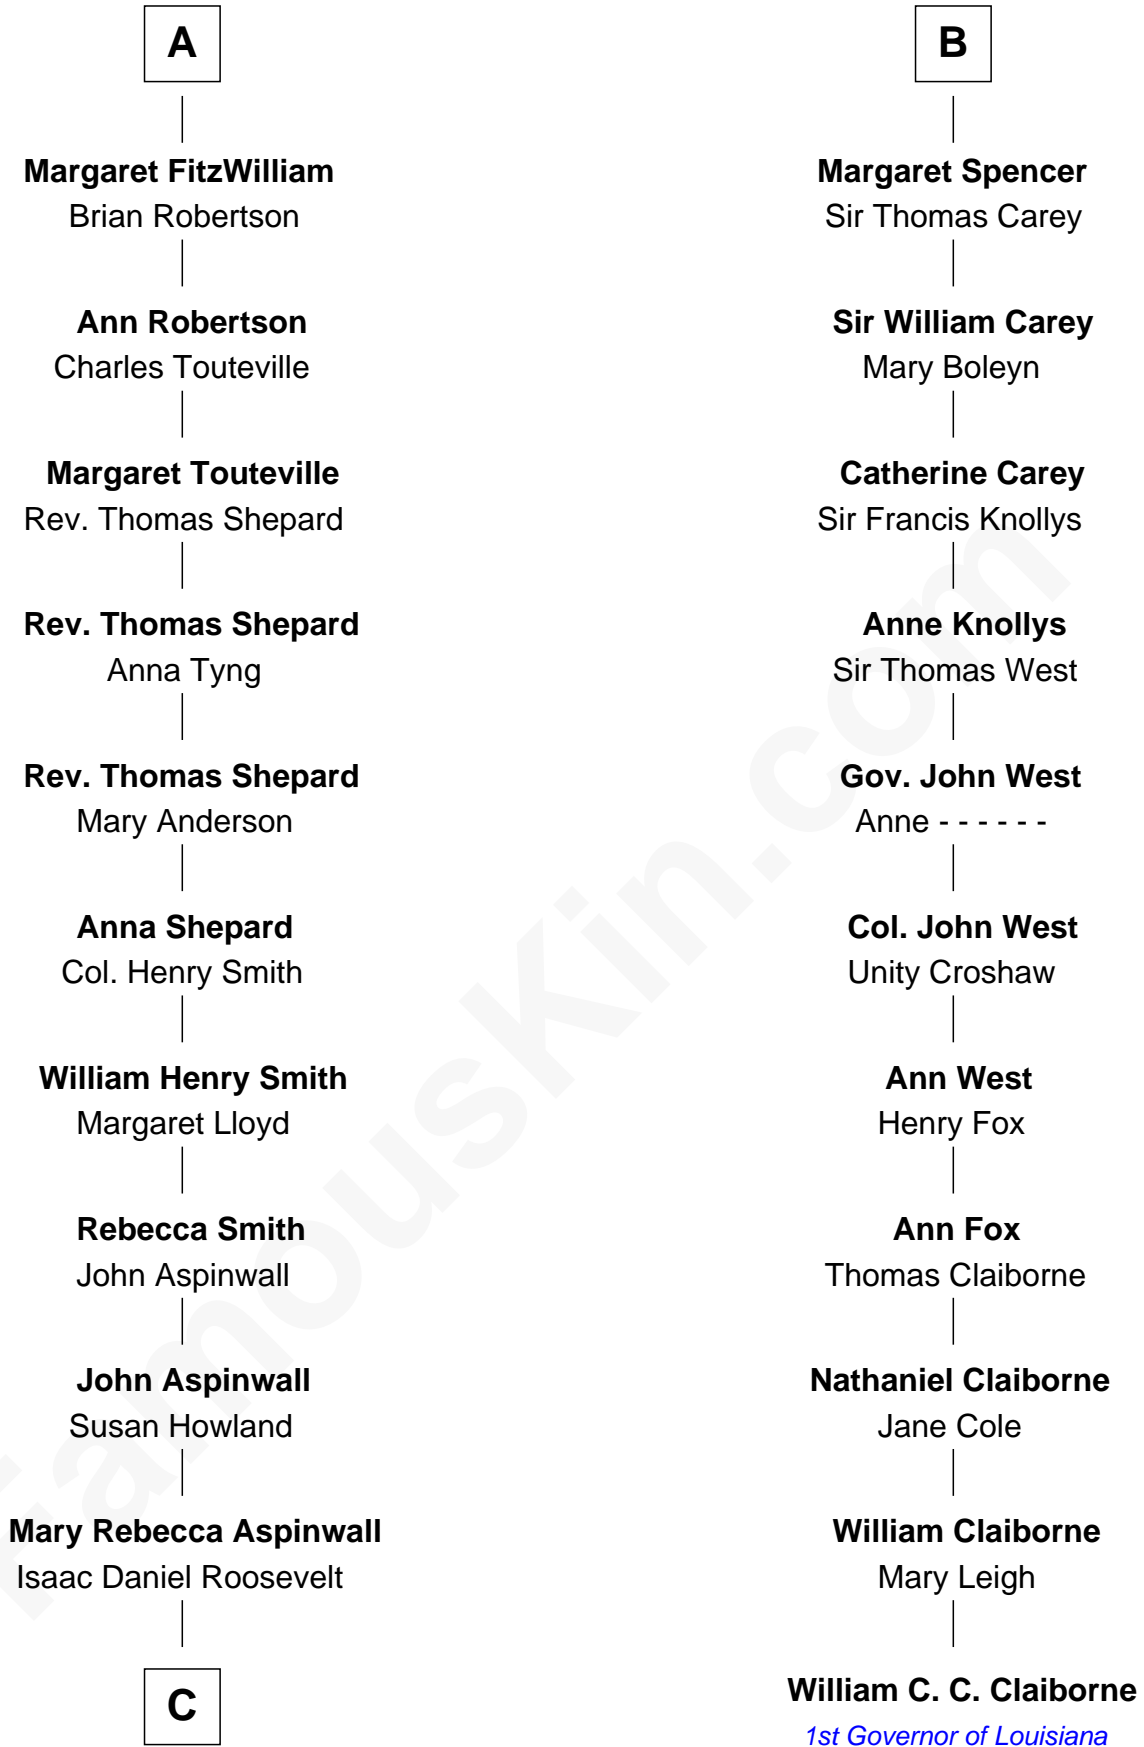 A
Margaret FitzWilliam
Brian Robertson
Ann Robertson
Charles Touteville
Margaret Touteville
Rev. Thomas Shepard
Rev. Thomas Shepard
Anna Tyng
Rev. Thomas Shepard
Mary Anderson
Anna Shepard
Col. Henry Smith
William Henry Smith
Margaret Lloyd
Rebecca Smith
John Aspinwall
John Aspinwall
Susan Howland
Mary Rebecca Aspinwall
Isaac Daniel Roosevelt
C
B
Margaret Spencer
Sir Thomas Carey
Sir William Carey
Mary Boleyn
Catherine Carey
Sir Francis Knollys
Anne Knollys
Sir Thomas West
Gov. John West
Anne - - - - - -
Col. John West
Unity Croshaw
Ann West
Henry Fox
Ann Fox
Thomas Claiborne
Nathaniel Claiborne
Jane Cole
William Claiborne
Mary Leigh
William C. C. Claiborne
1st Governor of Louisiana
FamousKin.com